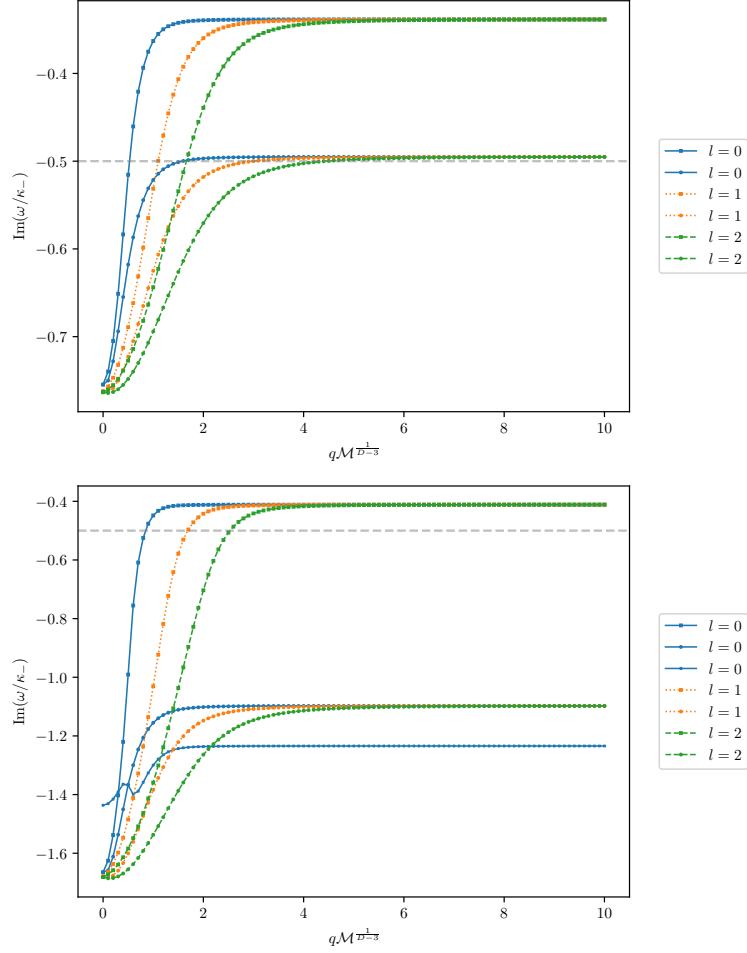 −0.4
−0.5
−0.6
−0.7
Im(ω/κ₋)
0 2 4 6 8 10
qℳ^{1/(D−3)}
l = 0
l = 0
l = 1
l = 1
l = 2
l = 2
−0.4
−0.6
−0.8
−1.0
−1.2
−1.4
−1.6
Im(ω/κ₋)
0 2 4 6 8 10
qℳ^{1/(D−3)}
l = 0
l = 0
l = 0
l = 1
l = 1
l = 2
l = 2